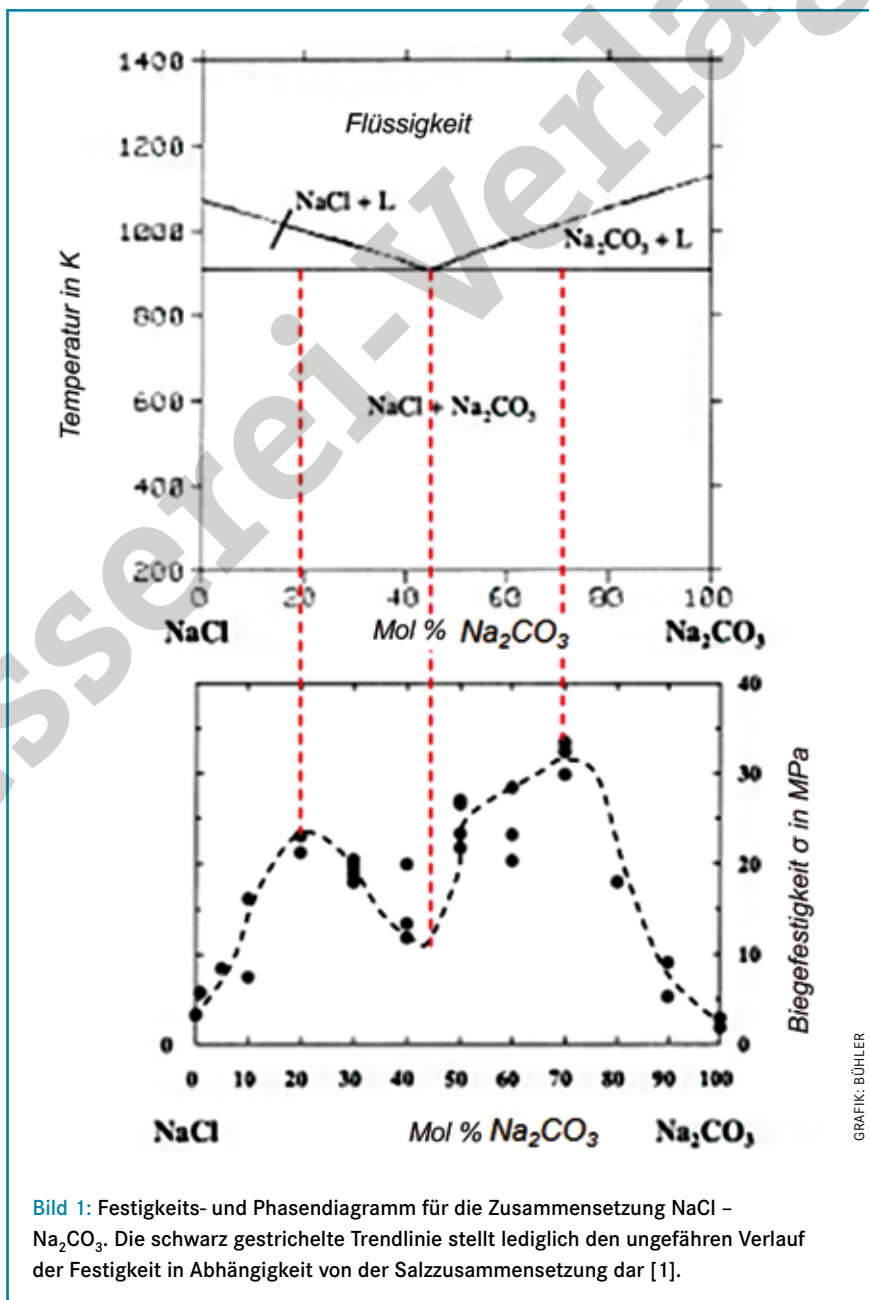 1400
Flüssigkeit
1200
NaCl + L
1000
Na₂CO₃ + L
800
600
NaCl + Na₂CO₃
400
200
Temperatur in K
0 20 40 60 80 100
NaCl Mol % Na₂CO₃ Na₂CO₃
40
30
20
10
0
0
Biegefestigkeit σ in MPa
0 10 20 30 40 50 60 70 80 90 100
NaCl Mol % Na₂CO₃ Na₂CO₃
GRAFIK: BÜHLER
Bild 1: Festigkeits- und Phasendiagramm für die Zusammensetzung NaCl –
Na₂CO₃. Die schwarz gestrichelte Trendlinie stellt lediglich den ungefähren Verlauf
der Festigkeit in Abhängigkeit von der Salzzusammensetzung dar [1].
sserei-Verlag